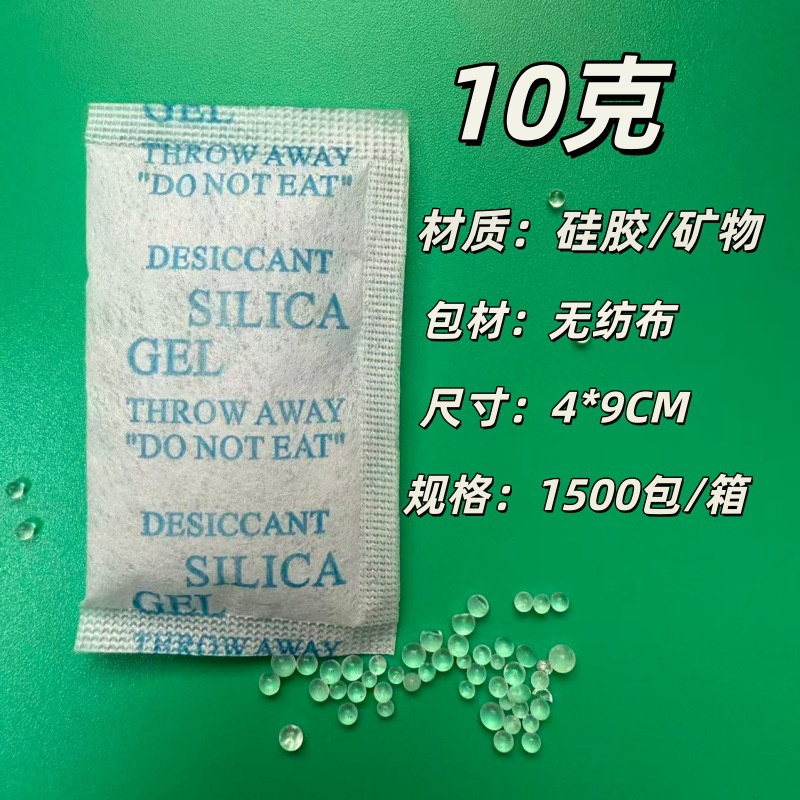 GEL
THROW AWAY
"DO NOT EAT"
DESICCANT
SILICA
GEL
THROW AWAY
"DO NOT EAT"
DESICCANT
SILICA
GEL
THROW AWAY
10克
材质：硅胶/矿物
包材：无纺布
尺寸：4*9CM
规格：1500包/箱